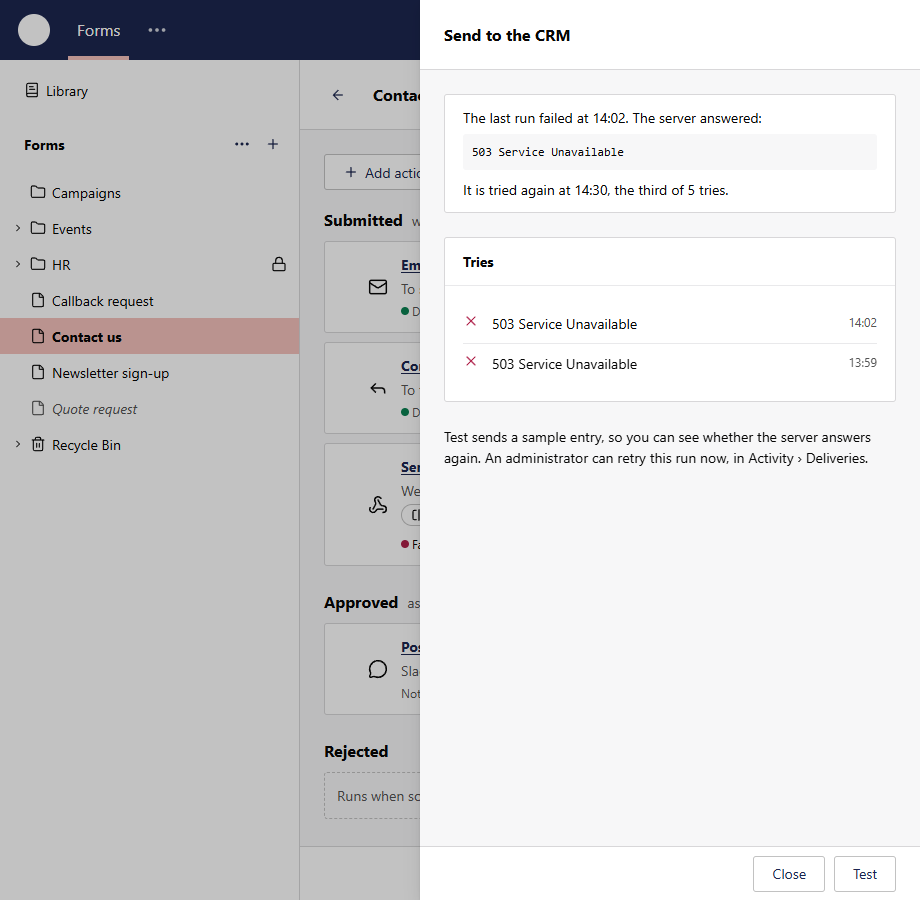 Forms
Library
Forms
Campaigns
Events
HR
Callback request
Contact us
Newsletter sign-up
Quote request
Recycle Bin
Add
Submitted
To
To
We
Approved
as
Rejected
Runs when
Send to the CRM
The last run failed at 14:02. The server answered:
503 Service Unavailable
It is tried again at 14:30, the third of 5 tries.
Tries
503 Service Unavailable 14:02
503 Service Unavailable 13:59
Test sends a sample entry, so you can see whether the server answers
again. An administrator can retry this run now, in Activity › Deliveries.
Close Test